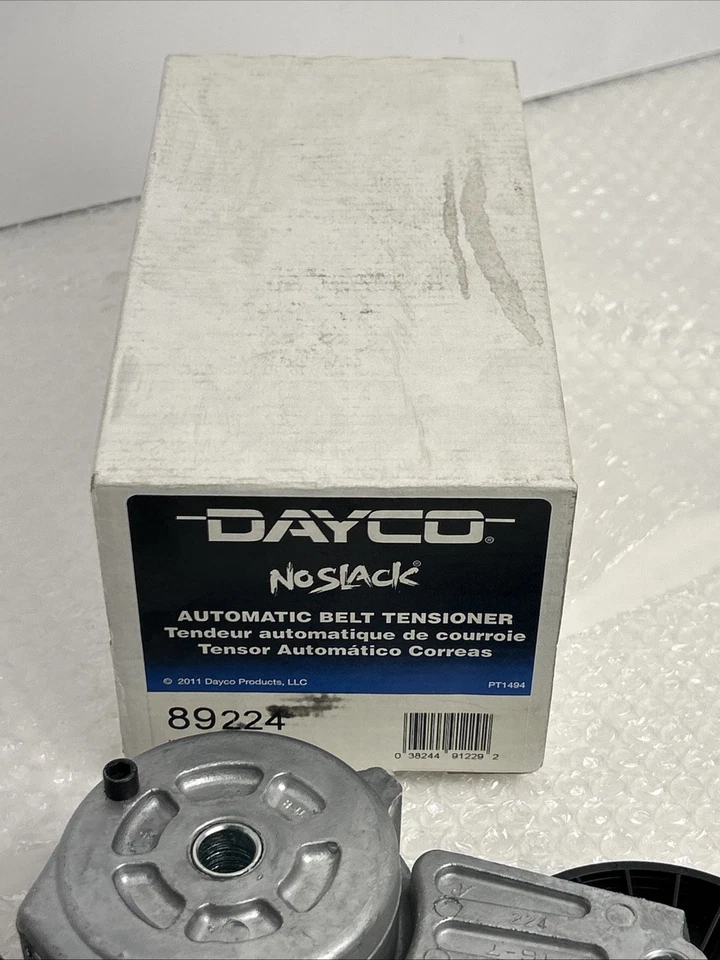 DAYCO®
NOSLACK®
AUTOMATIC BELT TENSIONER
Tendeur automatique de courroie
Tensor Automático Correas
© 2011 Dayco Products, LLC
PT1494
89224
0 38244 91229 2
224